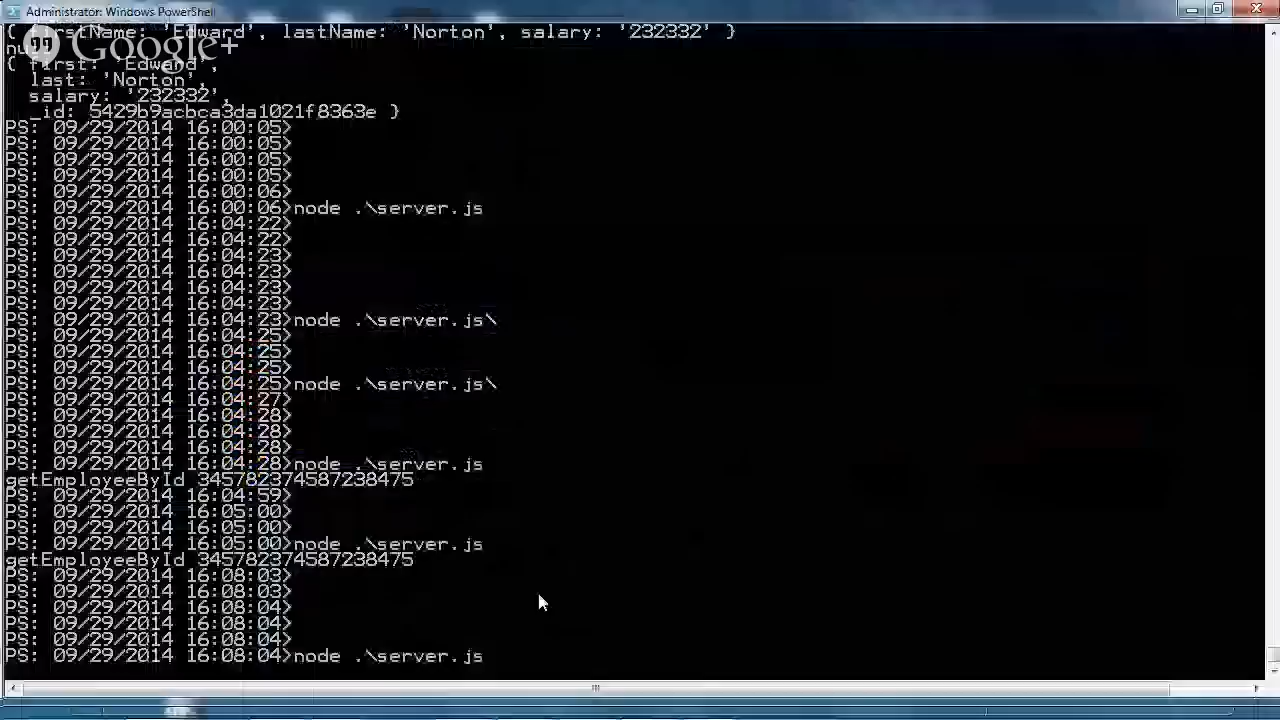 Administrator: Windows PowerShell
{ firstName: 'Edward', lastName: 'Norton', salary: '232332' }
null
Google+
{ first: 'Edward',
last: 'Norton',
salary: '232332',
_id: 5429b9acbca3da1021f8363e }
PS: 09/29/2014 16:00:05>
PS: 09/29/2014 16:00:05>
PS: 09/29/2014 16:00:05>
PS: 09/29/2014 16:00:05>
PS: 09/29/2014 16:00:06>
PS: 09/29/2014 16:00:06>node .\server.js
PS: 09/29/2014 16:04:22>
PS: 09/29/2014 16:04:22>
PS: 09/29/2014 16:04:23>
PS: 09/29/2014 16:04:23>
PS: 09/29/2014 16:04:23>
PS: 09/29/2014 16:04:23>
PS: 09/29/2014 16:04:23>node .\server.js\
PS: 09/29/2014 16:04:25>
PS: 09/29/2014 16:04:25>
PS: 09/29/2014 16:04:25>
PS: 09/29/2014 16:04:25>node .\server.js\
PS: 09/29/2014 16:04:27>
PS: 09/29/2014 16:04:28>
PS: 09/29/2014 16:04:28>
PS: 09/29/2014 16:04:28>
PS: 09/29/2014 16:04:28>node .\server.js
getEmployeeById 345782374587238475
PS: 09/29/2014 16:04:59>
PS: 09/29/2014 16:05:00>
PS: 09/29/2014 16:05:00>
PS: 09/29/2014 16:05:00>node .\server.js
getEmployeeById 345782374587238475
PS: 09/29/2014 16:08:03>
PS: 09/29/2014 16:08:03>
PS: 09/29/2014 16:08:04>
PS: 09/29/2014 16:08:04>
PS: 09/29/2014 16:08:04>
PS: 09/29/2014 16:08:04>node .\server.js